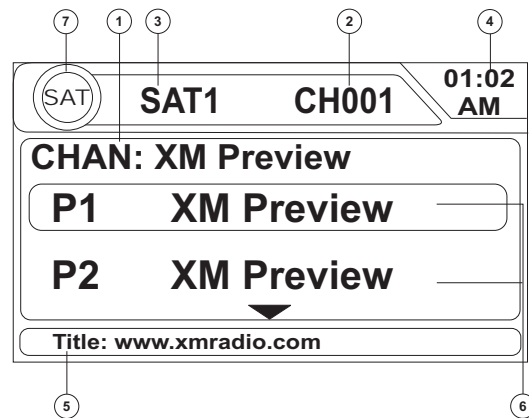 7 1 3 2 4
SAT SAT1 CH001 01:02
AM
CHAN: XM Preview
P1 XM Preview
P2 XM Preview
Title: www.xmradio.com
5 6